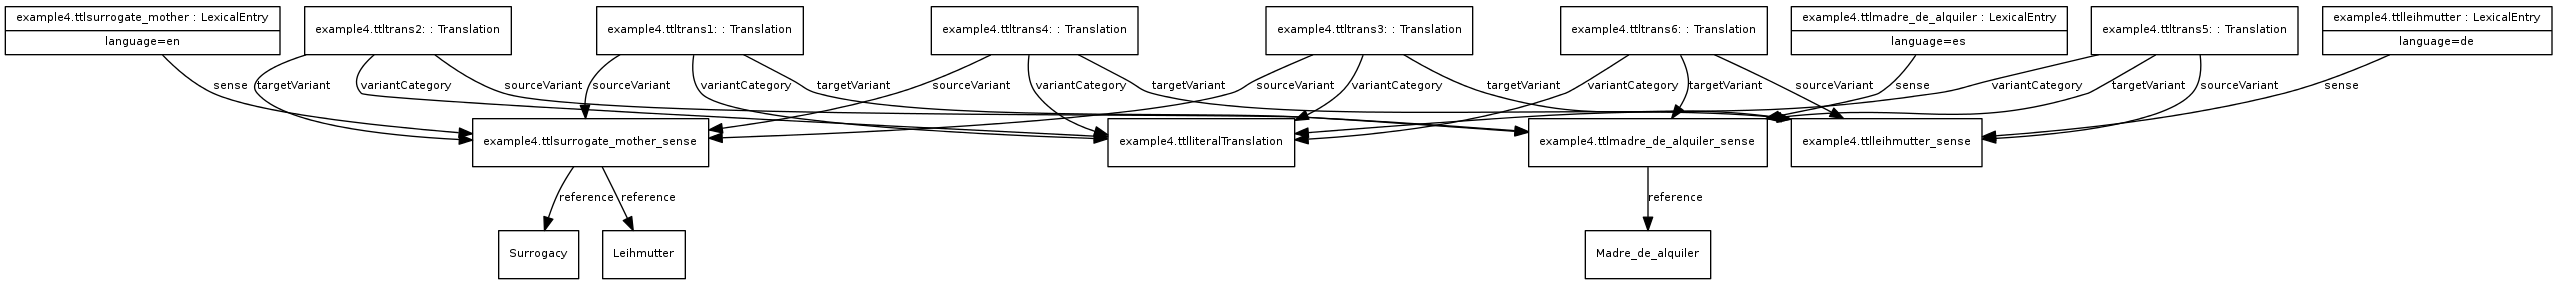 example4.ttlsurrogate_mother : LexicalEntry
language=en
example4.ttltrans2: : Translation
example4.ttltrans1: : Translation
example4.ttltrans4: : Translation
example4.ttltrans3: : Translation
example4.ttltrans6: : Translation
example4.ttlmadre_de_alquiler : LexicalEntry
language=es
example4.ttltrans5: : Translation
example4.ttlleihmutter : LexicalEntry
language=de
sense
targetVariant
variantCategory
sourceVariant
sourceVariant
variantCategory
targetVariant
sourceVariant
variantCategory
targetVariant
sourceVariant
variantCategory
targetVariant
variantCategory
targetVariant
sourceVariant
sense
variantCategory
targetVariant
sourceVariant
sense
example4.ttlsurrogate_mother_sense
example4.ttlliteralTranslation
example4.ttlmadre_de_alquiler_sense
example4.ttlleihmutter_sense
reference
reference
reference
Surrogacy
Leihmutter
Madre_de_alquiler